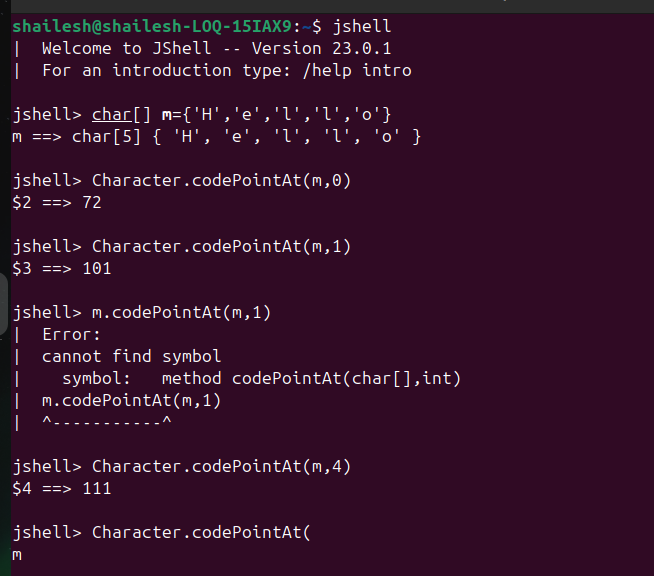 shailesh@shailesh-LOQ-15IAX9:~$ jshell
|  Welcome to JShell -- Version 23.0.1
|  For an introduction type: /help intro
jshell> char[] m={'H','e','l','l','o'}
m ==> char[5] { 'H', 'e', 'l', 'l', 'o' }
jshell> Character.codePointAt(m,0)
$2 ==> 72
jshell> Character.codePointAt(m,1)
$3 ==> 101
jshell> m.codePointAt(m,1)
|  Error:
|  cannot find symbol
|    symbol:   method codePointAt(char[],int)
|  m.codePointAt(m,1)
|  ^-----------^
jshell> Character.codePointAt(m,4)
$4 ==> 111
jshell> Character.codePointAt(
m